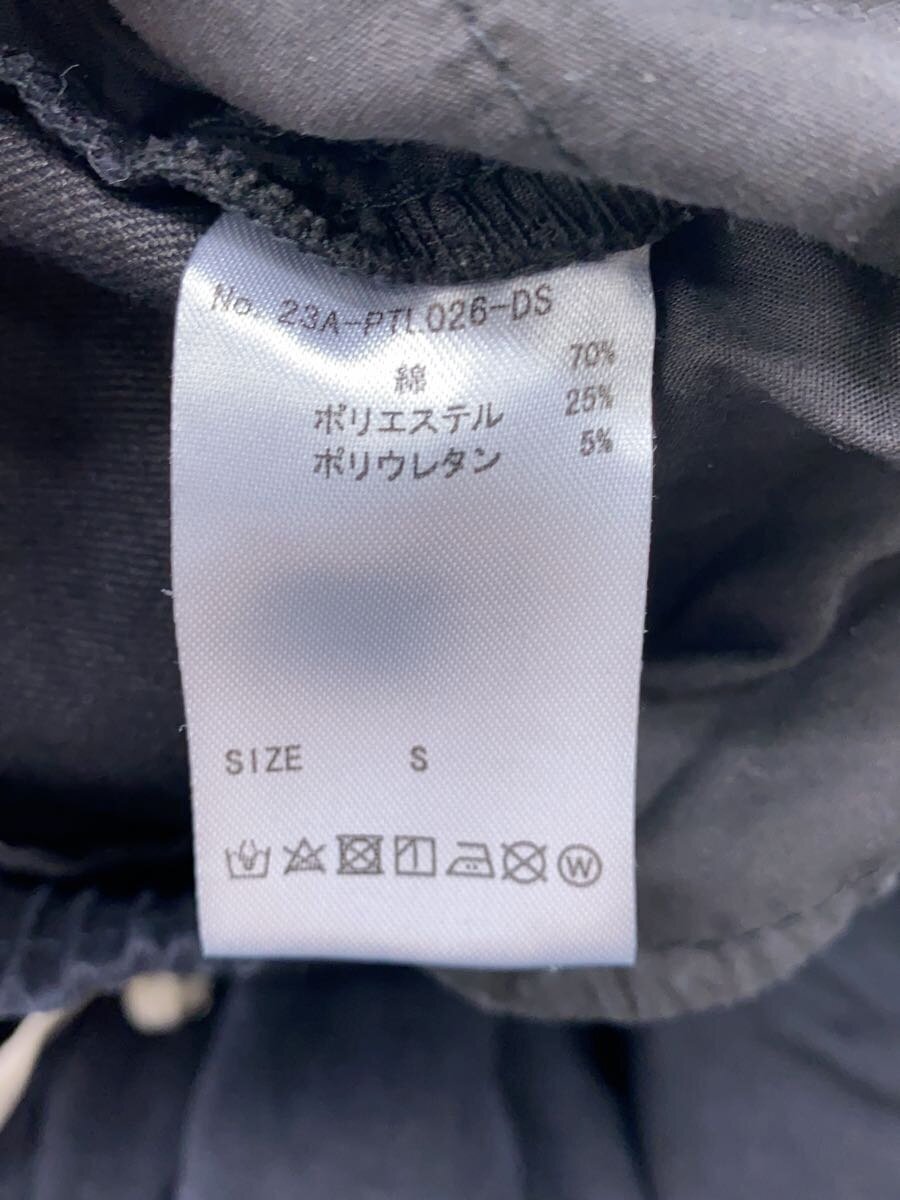 No. 23A-PTL026-DS
綿 70%
ポリエステル 25%
ポリウレタン 5%
SIZE S
W